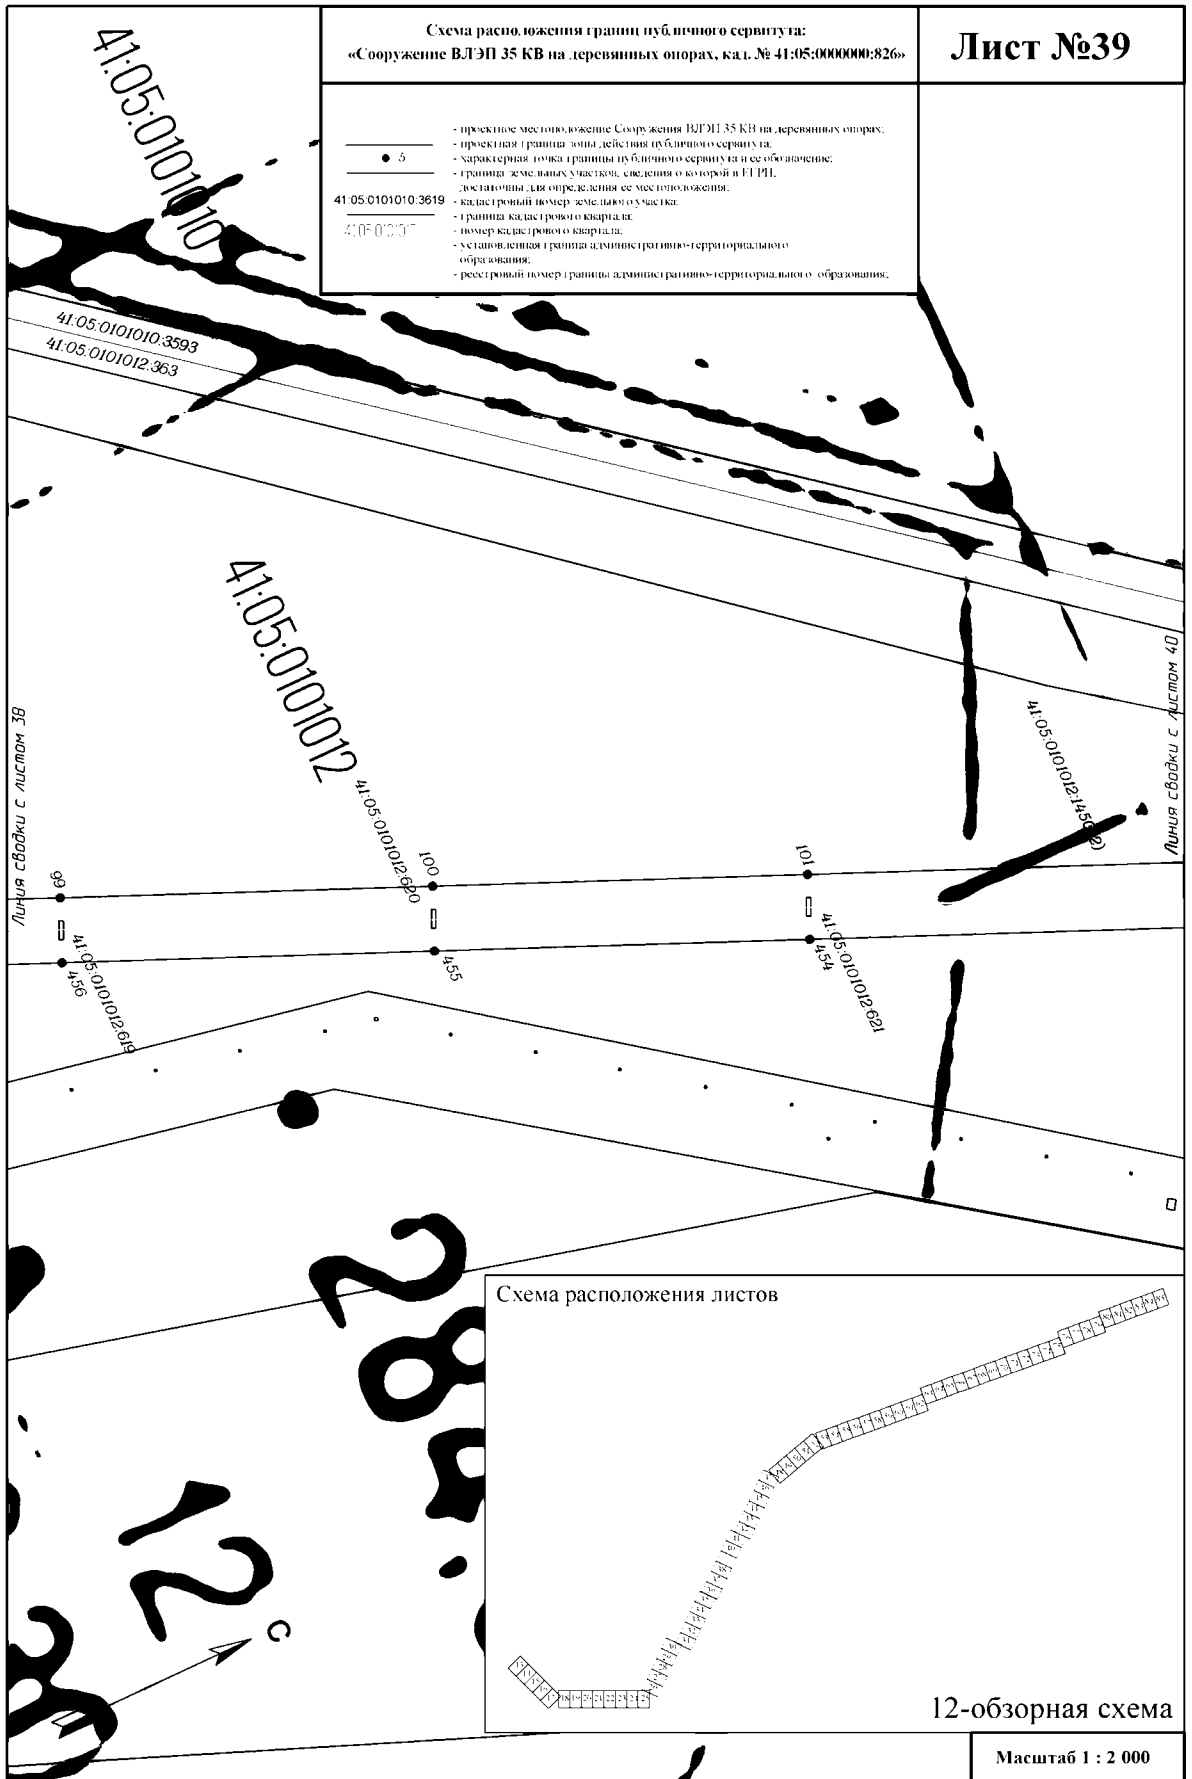 Схема расположения границ публичного сервитута:
«Сооружение ВЛЭП 35 КВ на деревянных опорах, кад. № 41:05:0000000:826»
Лист №39
- проектное местоположение Сооружения ВЛЭП 35 КВ на деревянных опорах;
- проектная граница зоны действия публичного сервитута;
5 - характерная точка границы публичного сервитута и ее обозначение;
- граница земельных участков, сведения о которой в ЕГРН,
достаточны для определения ее местоположения;
41:05:0101010:3619 - кадастровый номер земельного участка;
- граница кадастрового квартала;
- номер кадастрового квартала;
- установленная граница административно-территориального
образования;
- реестровый номер границы административно-территориального образования;
41:05:0101010
41:05:0101010:3593
41:05:0101012:363
41:05:0101012
Линия сводки с листом 38
Линия сводки с листом 40
41:05:0101012:620
99
100
101
456
455
454
41:05:0101012:619
41:05:0101012:621
284
12
С
Схема расположения листов
12-обзорная схема
Масштаб 1 : 2 000